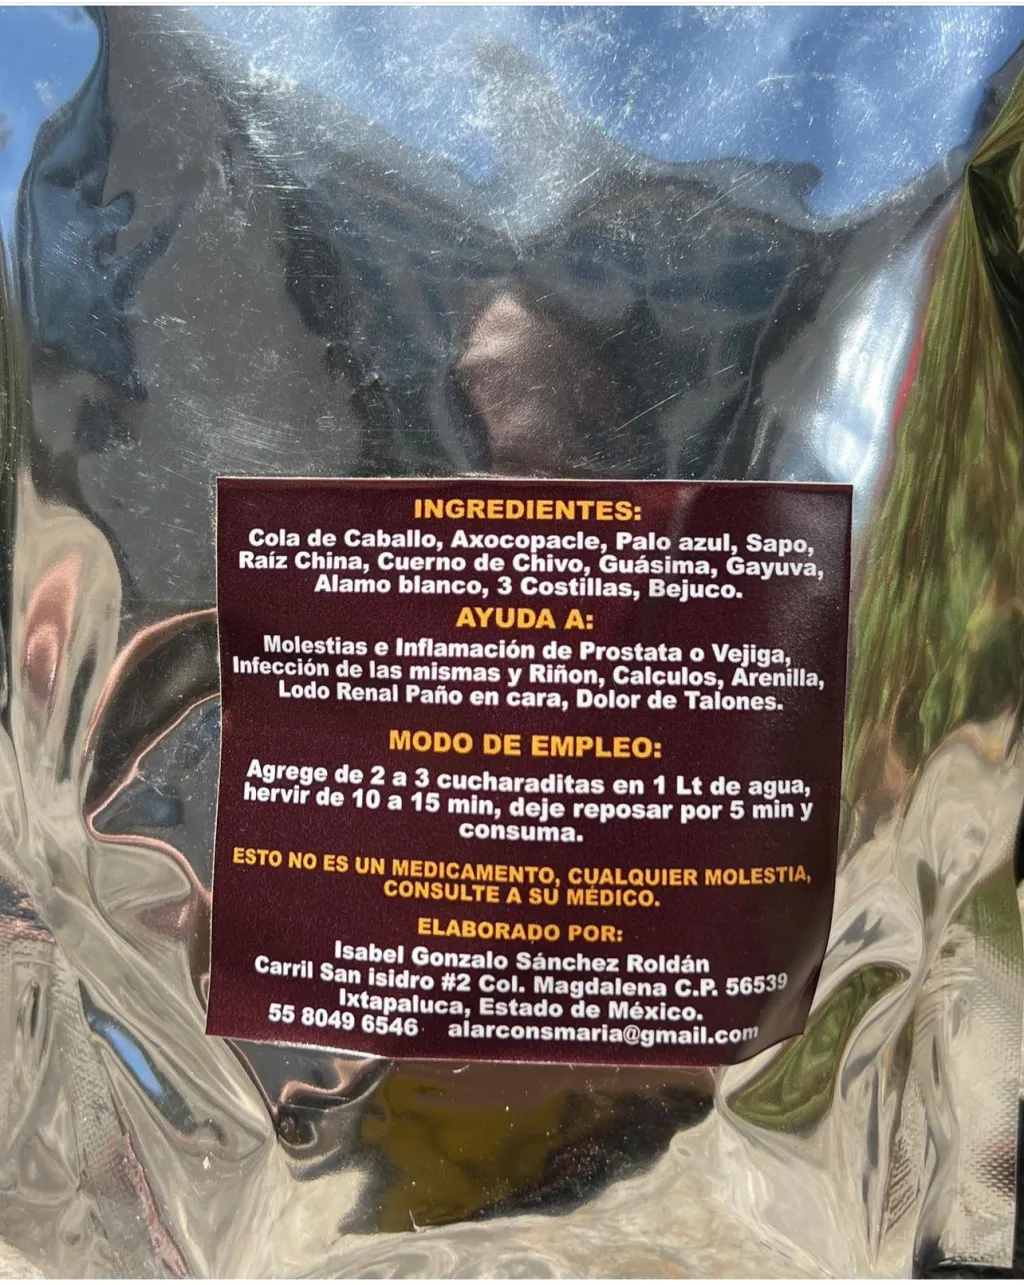 INGREDIENTES:
Cola de Caballo, Axocopacle, Palo azul, Sapo,
Raíz China, Cuerno de Chivo, Guásima, Gayuva,
Alamo blanco, 3 Costillas, Bejuco.
AYUDA A:
Molestias e Inflamación de Prostata o Vejiga,
Infección de las mismas y Riñon, Calculos, Arenilla,
Lodo Renal Paño en cara, Dolor de Talones.
MODO DE EMPLEO:
Agrege de 2 a 3 cucharaditas en 1 Lt de agua,
hervir de 10 a 15 min, deje reposar por 5 min y
consuma.
ESTO NO ES UN MEDICAMENTO, CUALQUIER MOLESTIA,
CONSULTE A SU MÉDICO.
ELABORADO POR:
Isabel Gonzalo Sánchez Roldán
Carril San isidro #2 Col. Magdalena C.P. 56539
Ixtapaluca, Estado de México.
55 8049 6546 alarconsmaria@gmail.com